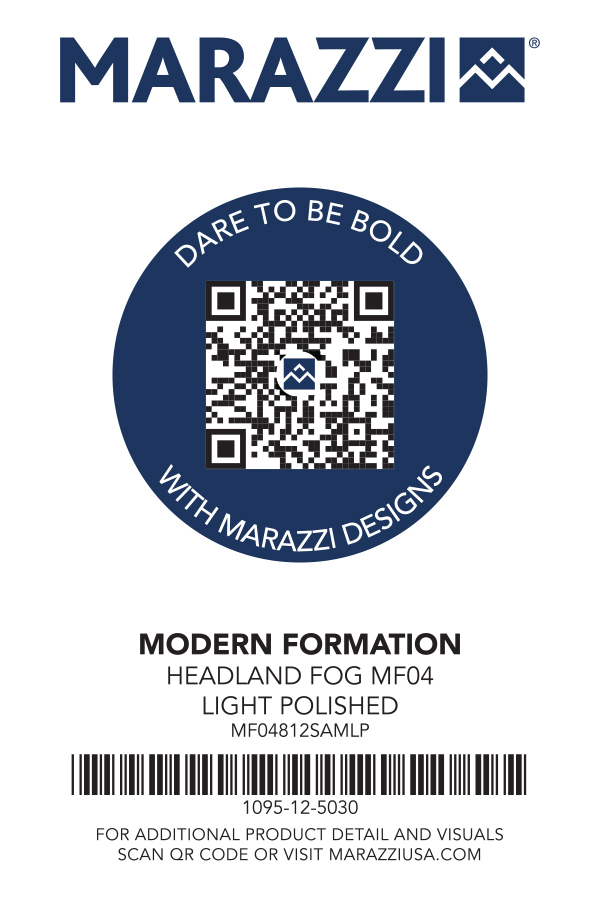 MARAZZI®
DARE TO BE BOLD
WITH MARAZZI DESIGNS
MODERN FORMATION
HEADLAND FOG MF04
LIGHT POLISHED
MF04812SAMLP
1095-12-5030
FOR ADDITIONAL PRODUCT DETAIL AND VISUALS
SCAN QR CODE OR VISIT MARAZZIUSA.COM